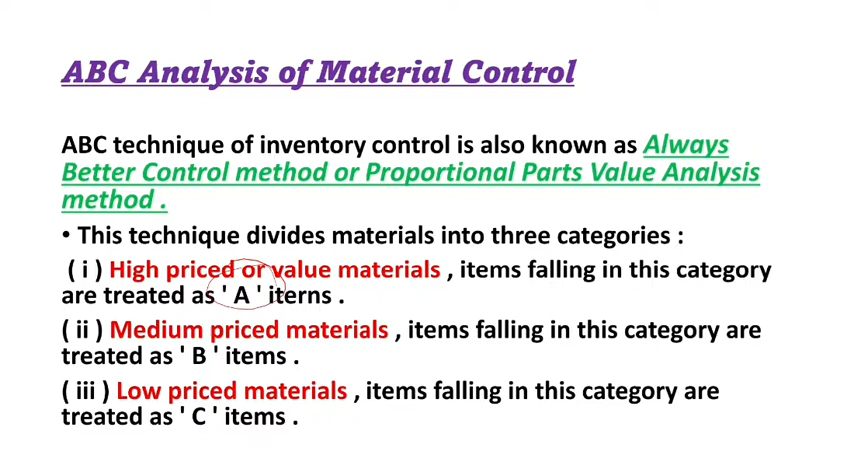 ABC Analysis of Material Control
ABC technique of inventory control is also known as Always
Better Control method or Proportional Parts Value Analysis
method .
• This technique divides materials into three categories :
( i ) High priced or value materials , items falling in this category
are treated as ' A ' iterns .
( ii ) Medium priced materials , items falling in this category are
treated as ' B ' items .
( iii ) Low priced materials , items falling in this category are
treated as ' C ' items .